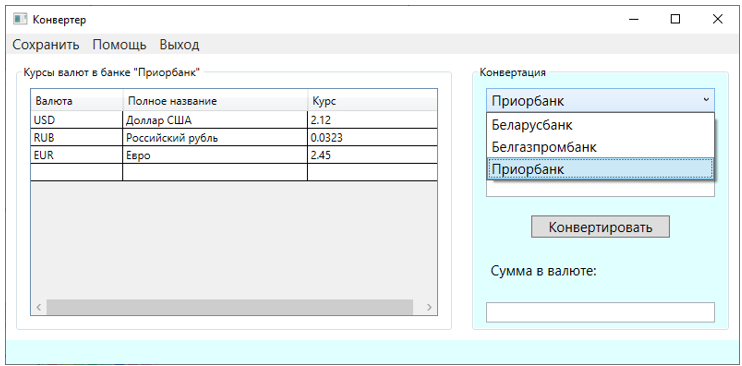 Конвертер
Сохранить Помощь Выход
Курсы валют в банке "Приорбанк"
Валюта Полное название Курс
USD Доллар США 2.12
RUB Российский рубль 0.0323
EUR Евро 2.45
Конвертация
Приорбанк
Беларусбанк
Белгазпромбанк
Приорбанк
Конвертировать
Сумма в валюте: